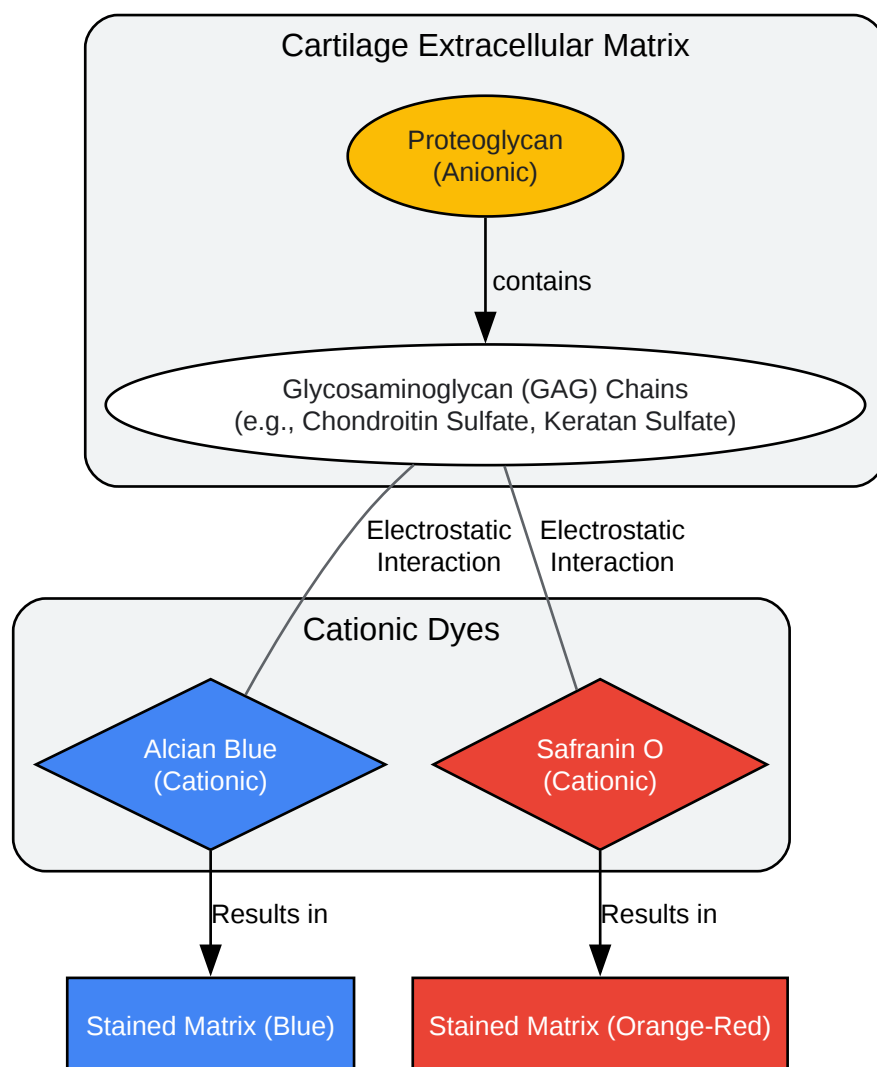 Cartilage Extracellular Matrix
Proteoglycan
(Anionic)
contains
Glycosaminoglycan (GAG) Chains
(e.g., Chondroitin Sulfate, Keratan Sulfate)
Electrostatic
Interaction
Electrostatic
Interaction
Cationic Dyes
Alcian Blue
(Cationic)
Safranin O
(Cationic)
Results in
Results in
Stained Matrix (Blue)
Stained Matrix (Orange-Red)